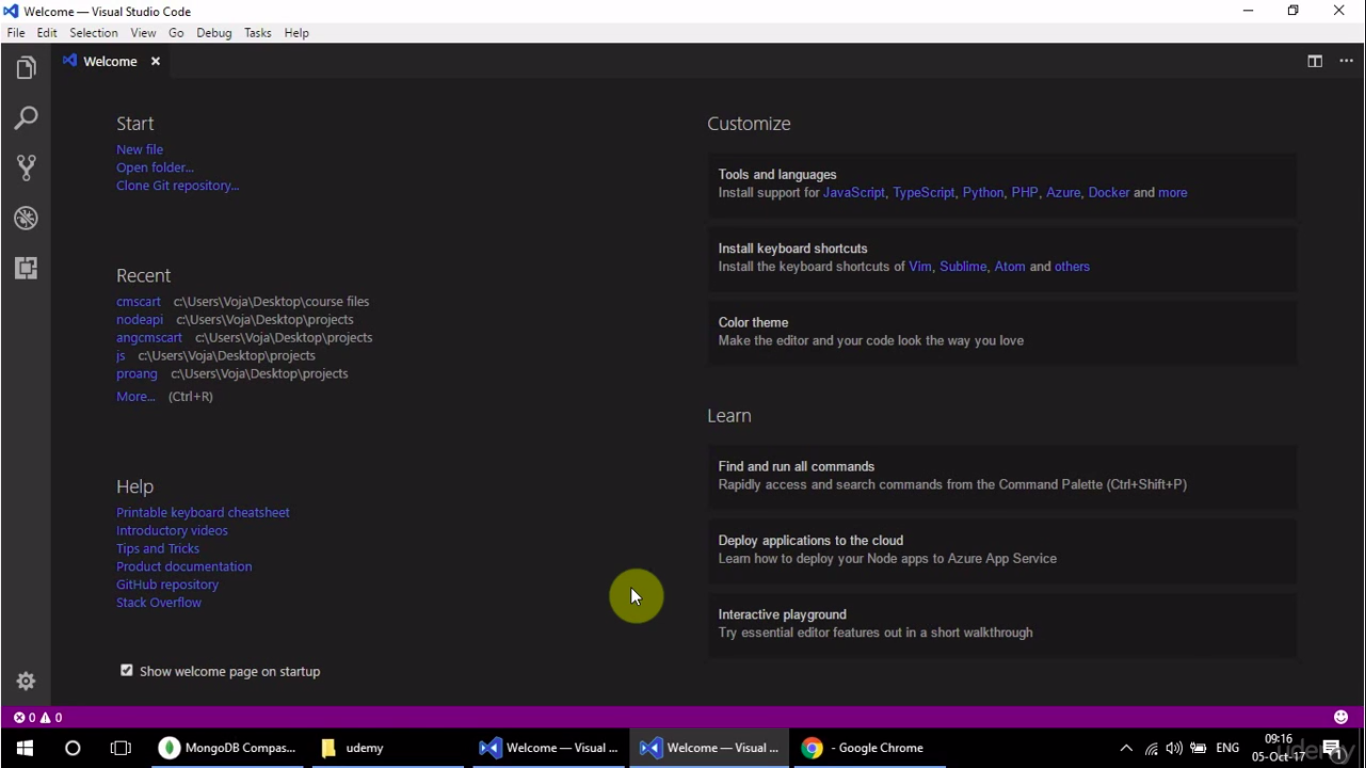 Welcome — Visual Studio Code
File Edit Selection View Go Debug Tasks Help
Welcome
Start
New file
Open folder...
Clone Git repository...
Recent
cmscart c:\Users\Voja\Desktop\course files
nodeapi c:\Users\Voja\Desktop\projects
angcmscart c:\Users\Voja\Desktop\projects
js c:\Users\Voja\Desktop\projects
proang c:\Users\Voja\Desktop\projects
More... (Ctrl+R)
Help
Printable keyboard cheatsheet
Introductory videos
Tips and Tricks
Product documentation
GitHub repository
Stack Overflow
Show welcome page on startup
Customize
Tools and languages
Install support for JavaScript, TypeScript, Python, PHP, Azure, Docker and more
Install keyboard shortcuts
Install the keyboard shortcuts of Vim, Sublime, Atom and others
Color theme
Make the editor and your code look the way you love
Learn
Find and run all commands
Rapidly access and search commands from the Command Palette (Ctrl+Shift+P)
Deploy applications to the cloud
Learn how to deploy your Node apps to Azure App Service
Interactive playground
Try essential editor features out in a short walkthrough
0 0
MongoDB Compas... udemy Welcome — Visual ... Welcome — Visual ... - Google Chrome ENG
09:16
05-Oct-17
udemy
1